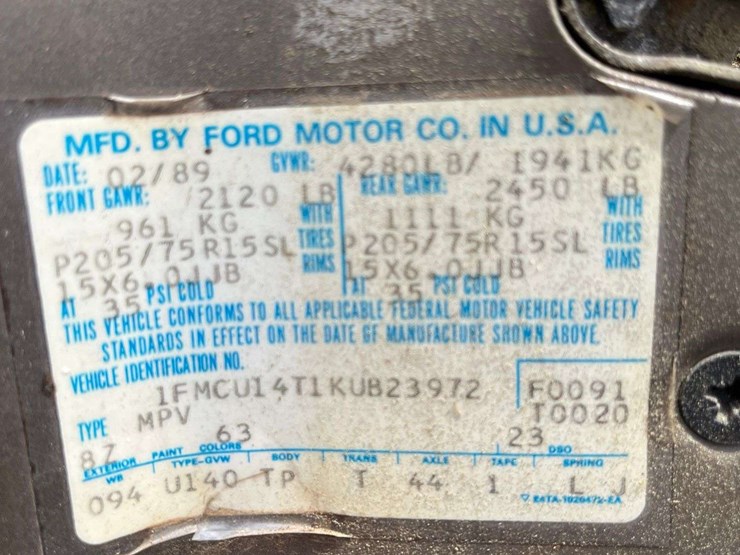 MFD. BY FORD MOTOR CO. IN U.S.A.
DATE: 02/89 GVWR: 4280LB/ 1941KG
FRONT GAWR: 2120 LB REAR GAWR: 2450 LB
961 KG WITH 1111 KG WITH
P205/75R15SL TIRES P205/75R15SL TIRES
15X6.0JJB RIMS 15X6.0JJB RIMS
AT 35 PSI COLD AT 35 PSI COLD
THIS VEHICLE CONFORMS TO ALL APPLICABLE FEDERAL MOTOR VEHICLE SAFETY
STANDARDS IN EFFECT ON THE DATE OF MANUFACTURE SHOWN ABOVE.
VEHICLE IDENTIFICATION NO.
1FMCU14T1KUB23972 F0091
TYPE MPV T0020
8Z 63 23
EXTERIOR PAINT COLORS DSO
WB TYPE-GVW BODY TRANS AXLE TAPE SPRING
094 U140 TP T 44 1 L J
E4TA-1020472-EA